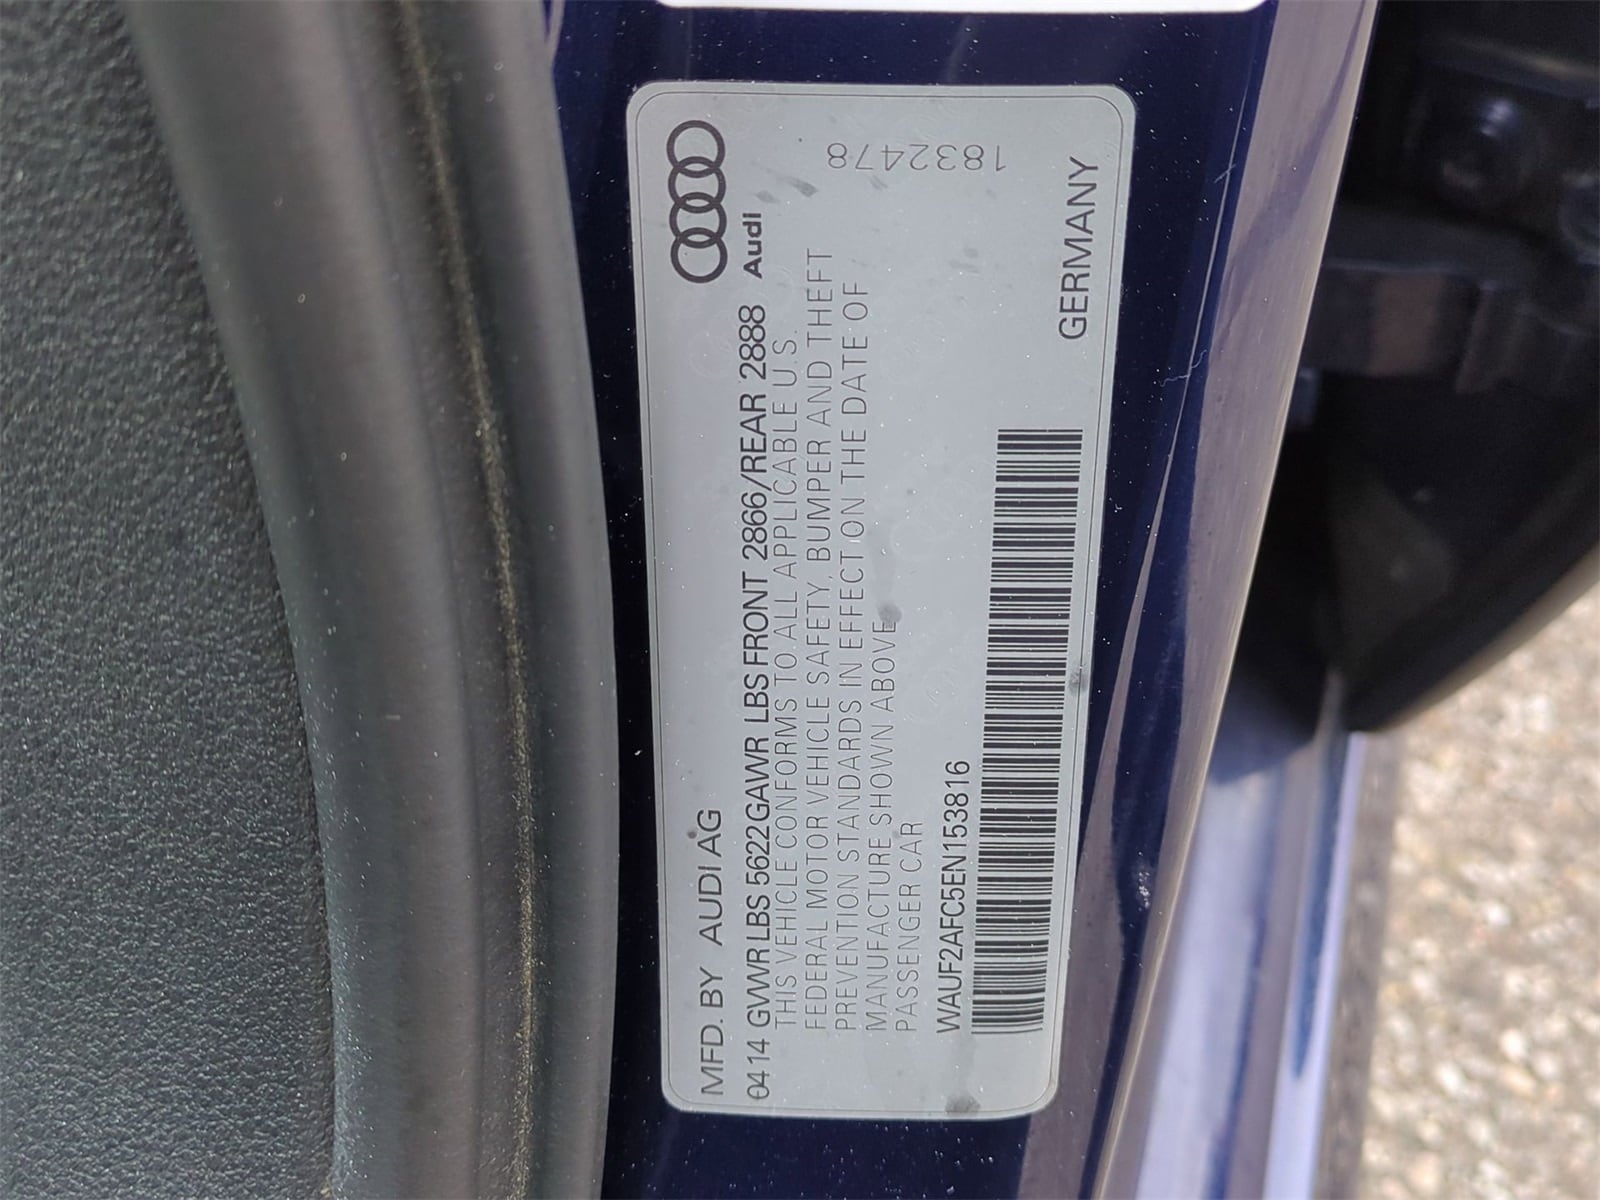 MFD. BY AUDI AG
Audi
0414 GVWR LBS 5622 GAWR LBS FRONT 2866/REAR 2888
THIS VEHICLE CONFORMS TO ALL APPLICABLE U.S.
FEDERAL MOTOR VEHICLE SAFETY, BUMPER AND THEFT
PREVENTION STANDARDS IN EFFECT ON THE DATE OF
MANUFACTURE SHOWN ABOVE
PASSENGER CAR
WAUF2AFC5EN153816
GERMANY
1832478